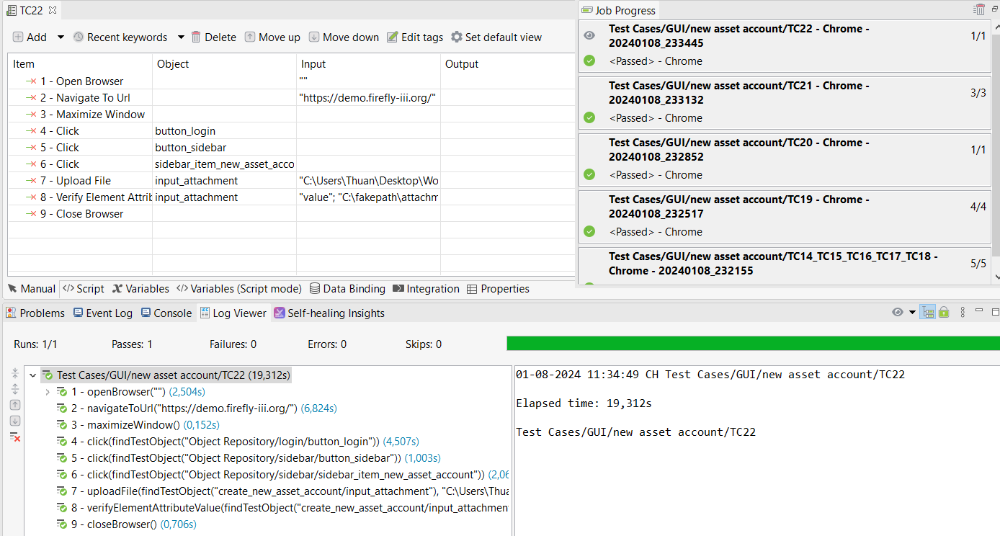 TC22
Add Recent keywords Delete Move up Move down Edit tags Set default view
Item Object Input Output
1 - Open Browser ""
2 - Navigate To Url "https://demo.firefly-iii.org/"
3 - Maximize Window
4 - Click button_login
5 - Click button_sidebar
6 - Click sidebar_item_new_asset_acco
7 - Upload File input_attachment "C:\Users\Thuan\Desktop\Wo
8 - Verify Element Attrib input_attachment "value"; "C:\fakepath\attachm
9 - Close Browser
Manual Script Variables Variables (Script mode) Data Binding Integration Properties
Job Progress
Test Cases/GUI/new asset account/TC22 - Chrome -
20240108_233445
1/1
<Passed> - Chrome
Test Cases/GUI/new asset account/TC21 - Chrome -
20240108_233132
3/3
<Passed> - Chrome
Test Cases/GUI/new asset account/TC20 - Chrome -
20240108_232852
1/1
<Passed> - Chrome
Test Cases/GUI/new asset account/TC19 - Chrome -
20240108_232517
4/4
<Passed> - Chrome
Test Cases/GUI/new asset account/TC14_TC15_TC16_TC17_TC18 -
Chrome - 20240108_232155
5/5
Problems Event Log Console Log Viewer Self-healing Insights
Runs: 1/1 Passes: 1 Failures: 0 Errors: 0 Skips: 0
Test Cases/GUI/new asset account/TC22 (19,312s)
1 - openBrowser("") (2,504s)
2 - navigateToUrl("https://demo.firefly-iii.org/") (6,824s)
3 - maximizeWindow() (0,152s)
4 - click(findTestObject("Object Repository/login/button_login")) (4,507s)
5 - click(findTestObject("Object Repository/sidebar/button_sidebar")) (1,003s)
6 - click(findTestObject("Object Repository/sidebar/sidebar_item_new_asset_account")) (2,06
7 - uploadFile(findTestObject("create_new_asset_account/input_attachment"), "C:\Users\Thua
8 - verifyElementAttributeValue(findTestObject("create_new_asset_account/input_attachment
9 - closeBrowser() (0,706s)
01-08-2024 11:34:49 CH Test Cases/GUI/new asset account/TC22
Elapsed time: 19,312s
Test Cases/GUI/new asset account/TC22